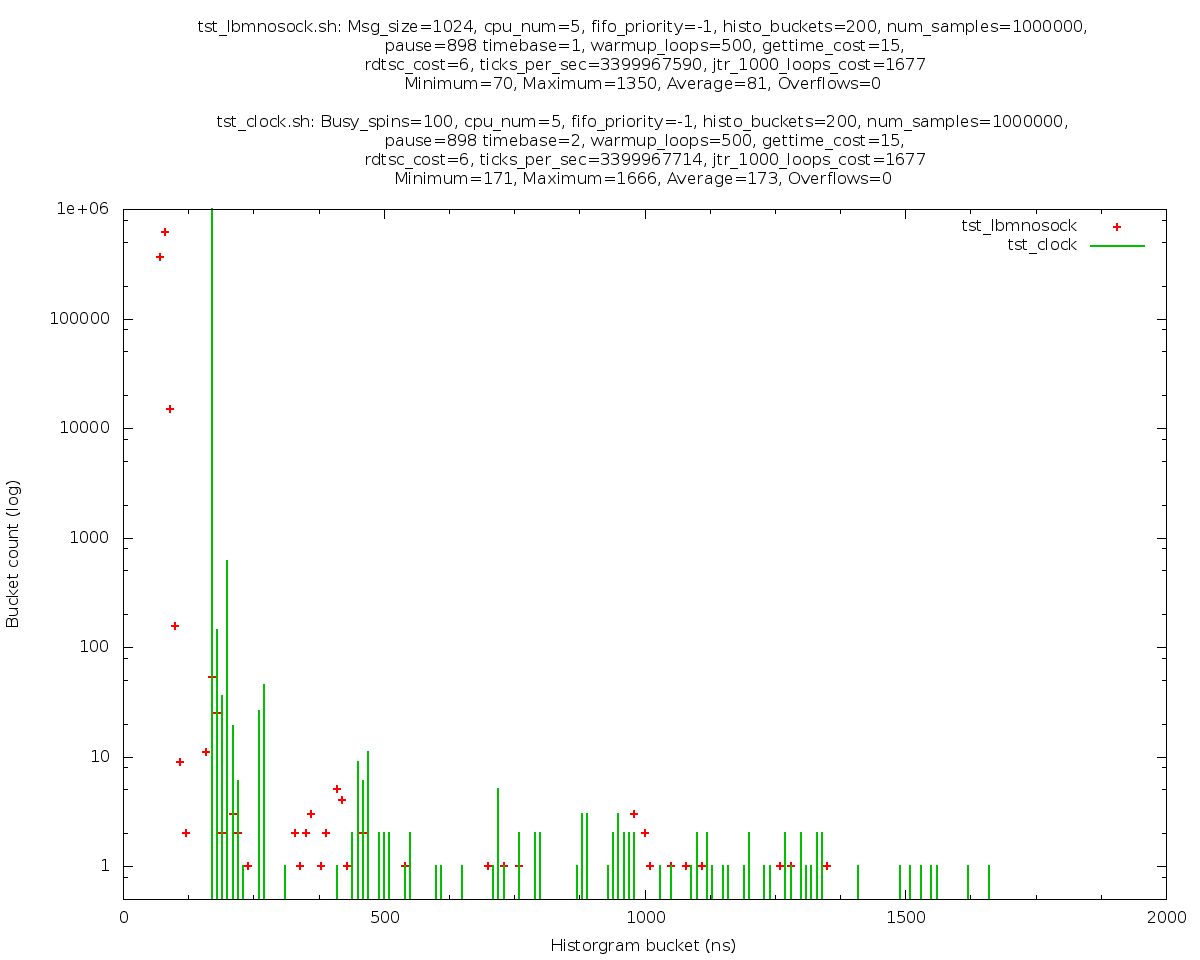 tst_lbmnosock.sh: Msg_size=1024, cpu_num=5, fifo_priority=-1, histo_buckets=200, num_samples=1000000,
pause=898 timebase=1, warmup_loops=500, gettime_cost=15,
rdtsc_cost=6, ticks_per_sec=3399967590, jtr_1000_loops_cost=1677
Minimum=70, Maximum=1350, Average=81, Overflows=0
tst_clock.sh: Busy_spins=100, cpu_num=5, fifo_priority=-1, histo_buckets=200, num_samples=1000000,
pause=898 timebase=2, warmup_loops=500, gettime_cost=15,
rdtsc_cost=6, ticks_per_sec=3399967714, jtr_1000_loops_cost=1677
Minimum=171, Maximum=1666, Average=173, Overflows=0
tst_lbmnosock
tst_clock
1e+06
100000
10000
1000
100
10
1
Bucket count (log)
0 500 1000 1500 2000
Historgram bucket (ns)